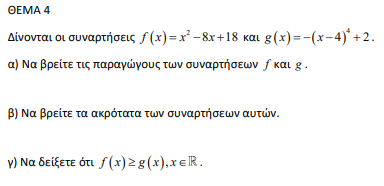 ΘΕΜΑ 4
Δίνονται οι συναρτήσεις f(x)=x²−8x+18 και g(x)=−(x−4)⁴+2.
α) Να βρείτε τις παραγώγους των συναρτήσεων f και g.
β) Να βρείτε τα ακρότατα των συναρτήσεων αυτών.
γ) Να δείξετε ότι f(x)≥g(x),x∈ℝ.